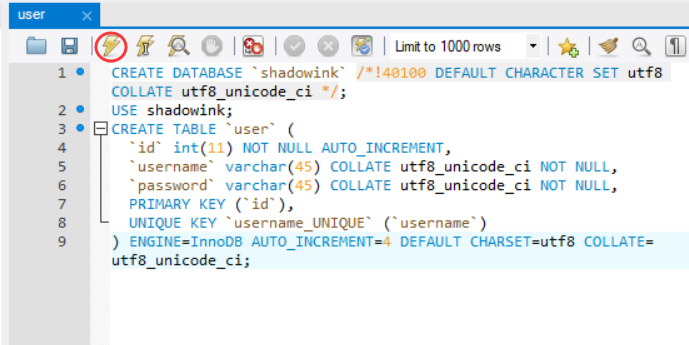 user ×
Limit to 1000 rows
1 CREATE DATABASE `shadowink` /*!40100 DEFAULT CHARACTER SET utf8
COLLATE utf8_unicode_ci */;
2 USE shadowink;
3 CREATE TABLE `user` (
4 `id` int(11) NOT NULL AUTO_INCREMENT,
5 `username` varchar(45) COLLATE utf8_unicode_ci NOT NULL,
6 `password` varchar(45) COLLATE utf8_unicode_ci NOT NULL,
7 PRIMARY KEY (`id`),
8 UNIQUE KEY `username_UNIQUE` (`username`)
9 ) ENGINE=InnoDB AUTO_INCREMENT=4 DEFAULT CHARSET=utf8 COLLATE=
utf8_unicode_ci;